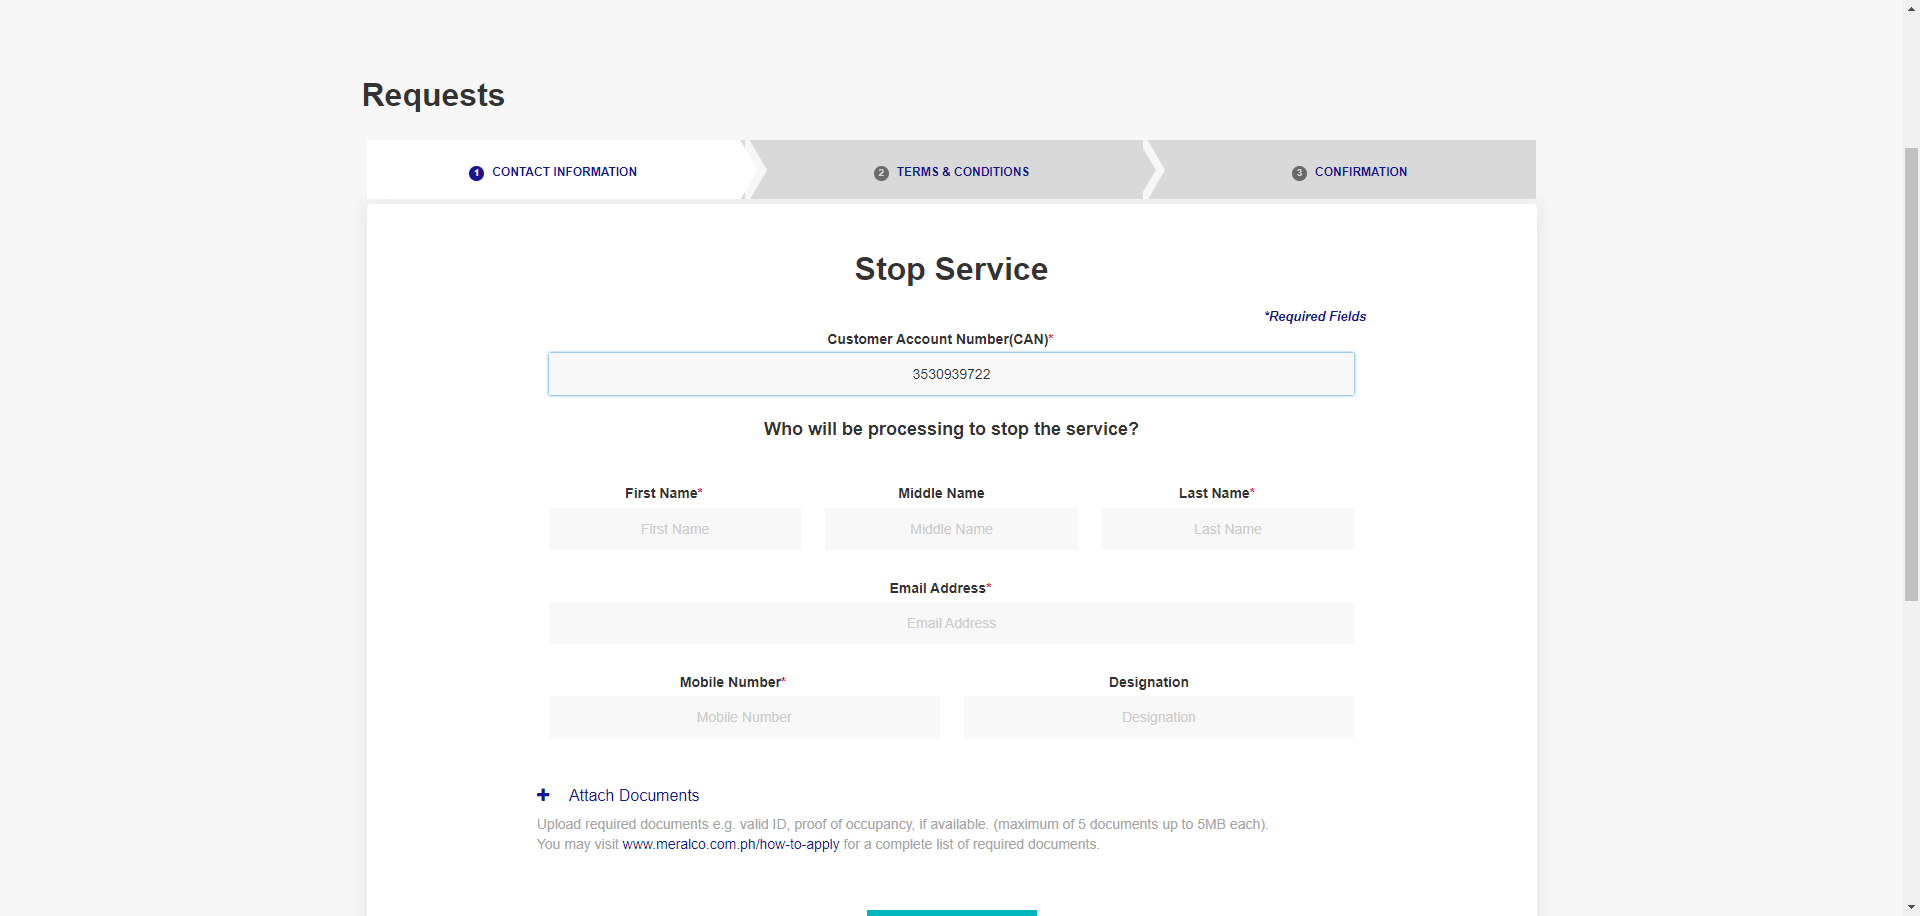 Requests
1 CONTACT INFORMATION
2 TERMS & CONDITIONS
3 CONFIRMATION
Stop Service
*Required Fields
Customer Account Number(CAN)*
3530939722
Who will be processing to stop the service?
First Name* Middle Name Last Name*
First Name Middle Name Last Name
Email Address*
Email Address
Mobile Number* Designation
Mobile Number Designation
+ Attach Documents
Upload required documents e.g. valid ID, proof of occupancy, if available. (maximum of 5 documents up to 5MB each).
You may visit www.meralco.com.ph/how-to-apply for a complete list of required documents.